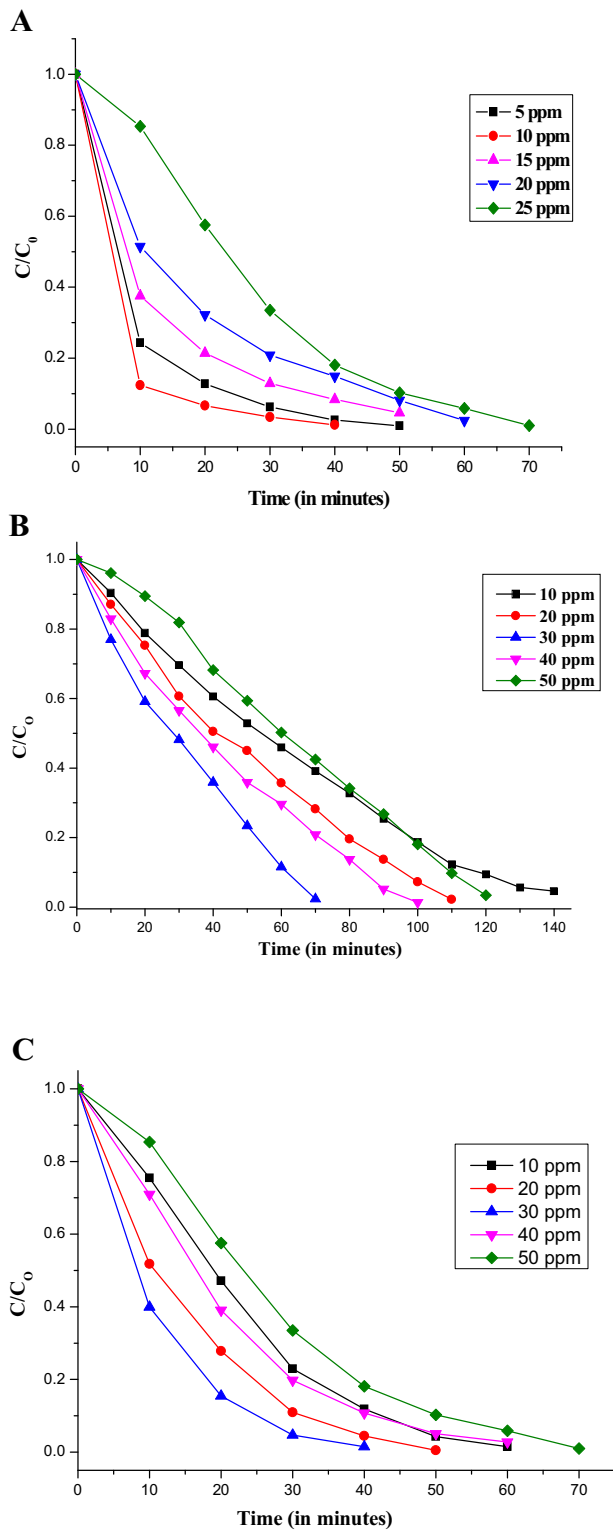 A
C/C0
1.0
0.8
0.6
0.4
0.2
0.0
5 ppm
10 ppm
15 ppm
20 ppm
25 ppm
0 10 20 30 40 50 60 70
Time (in minutes)
B
C/CO
1.0
0.8
0.6
0.4
0.2
0.0
10 ppm
20 ppm
30 ppm
40 ppm
50 ppm
0 20 40 60 80 100 120 140
Time (in minutes)
C
C/CO
1.0
0.8
0.6
0.4
0.2
0.0
10 ppm
20 ppm
30 ppm
40 ppm
50 ppm
0 10 20 30 40 50 60 70
Time (in minutes)